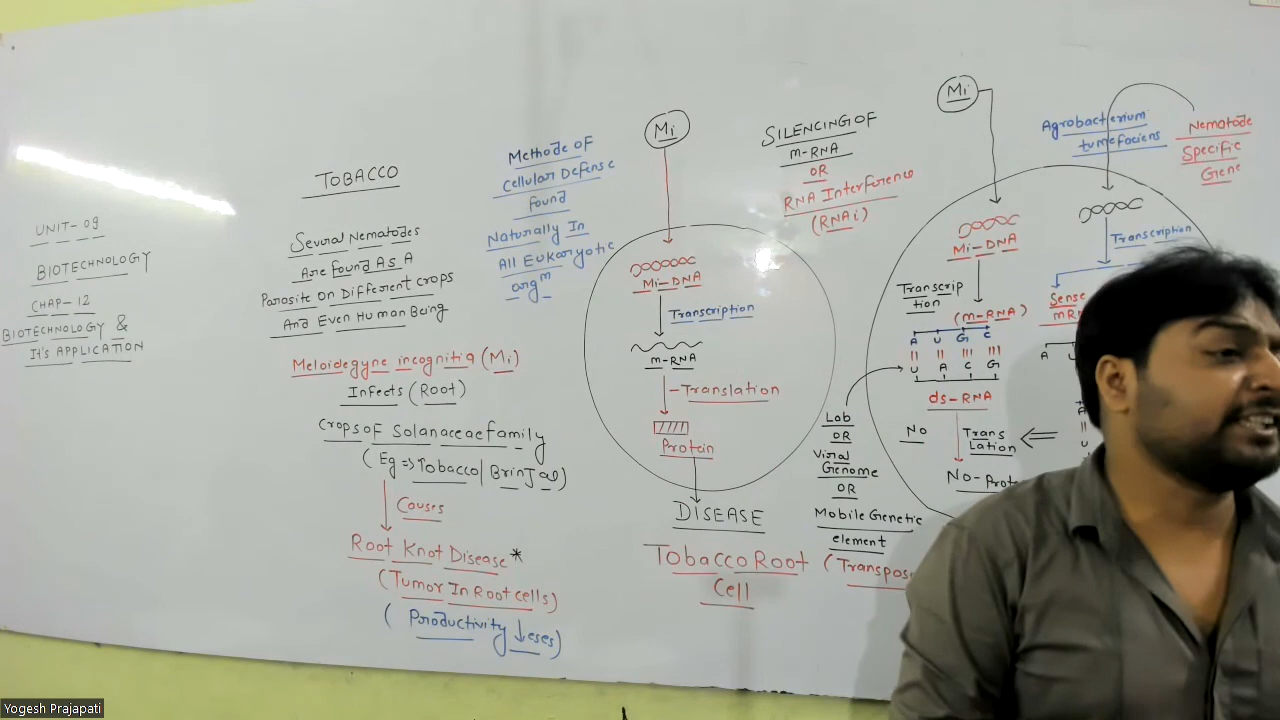 UNIT-09
BIOTECHNOLOGY
CHAP-12
BIOTECHNOLOGY &
It's APPLICATION
TOBACCO
Several Nematodes
Are found As A
Parasite on Different crops
And Even Human Being
Meloidegyne incognitia (Mi)
Infects (Root)
Crops of Solanaceae family
(Eg => Tobacco / Brinjal)
Causes
Root Knot Disease*
(Tumor In Root cells)
(Productivity ↓eses)
Methode of
Cellular Defense
found
Naturally In
All Eukaryotic
orgm
Mi
Mi-DNA
Transcription
m-RNA
Translation
Protein
DISEASE
Tobacco Root
Cell
SILENCING OF
m-RNA
OR
RNA Interference
(RNAi)
Mi
Mi-DNA
Transcrip
tion
(m-RNA)
A U G C
U A C G
ds-RNA
No
Trans
lation
No-Prote
Lab
OR
Viral
Genome
OR
Mobile Genetic
element
(Transpos
Agrobacterium
tumefaciens
Nematode
Specific
Gene
Transcription
Sense
mR
A U
A
U
Yogesh Prajapati